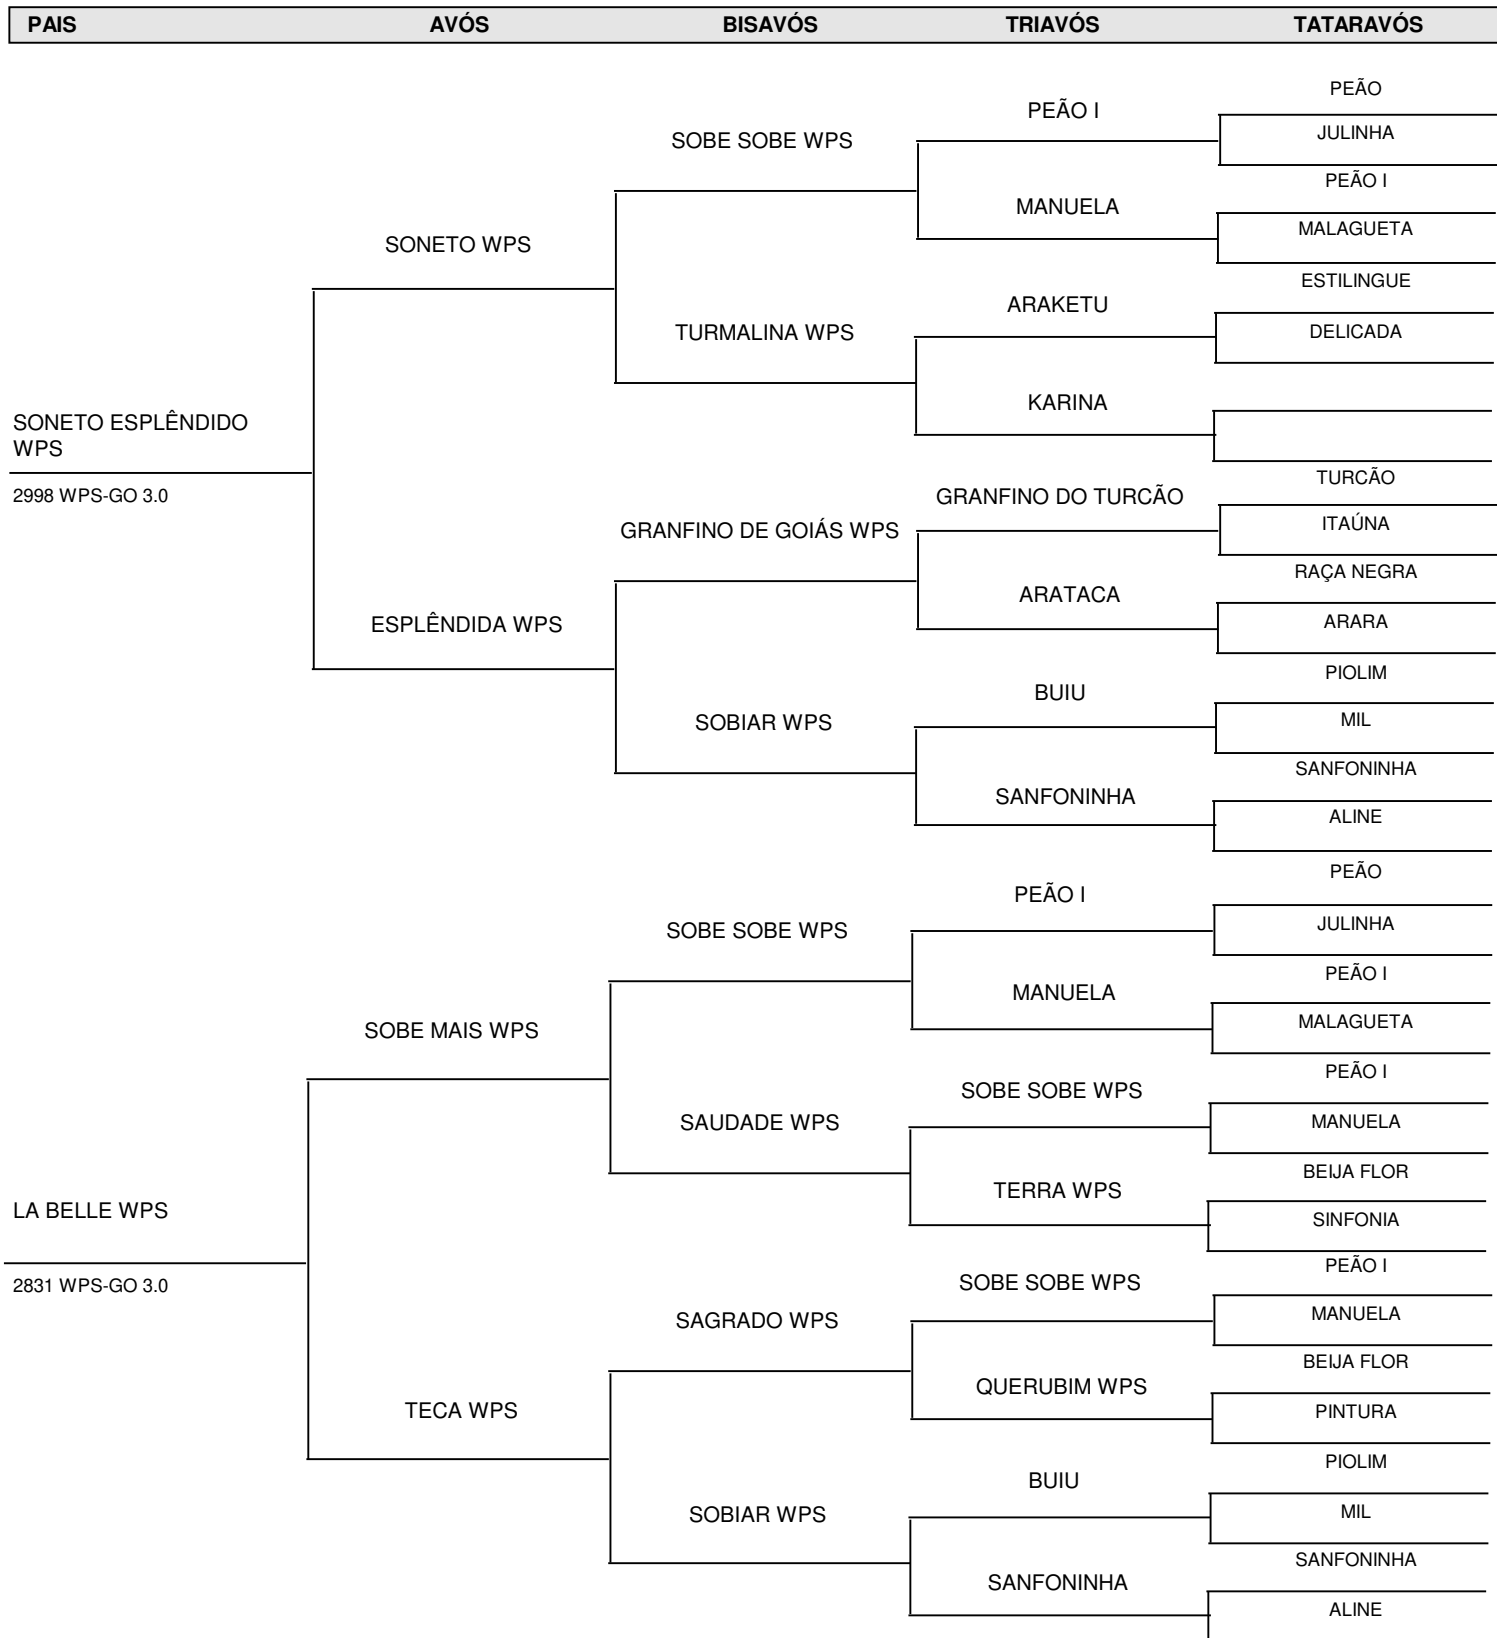 PAIS AVÓS BISAVÓS TRIAVÓS TATARAVÓS
PEÃO
PEÃO I
JULINHA
SOBE SOBE WPS
PEÃO I
MANUELA
MALAGUETA
SONETO WPS
ESTILINGUE
ARAKETU
TURMALINA WPS
DELICADA
KARINA
SONETO ESPLÊNDIDO
WPS
2998 WPS-GO 3.0
TURCÃO
GRANFINO DO TURCÃO
ITAÚNA
GRANFINO DE GOIÁS WPS
RAÇA NEGRA
ARATACA
ARARA
ESPLÊNDIDA WPS
PIOLIM
BUIU
MIL
SOBIAR WPS
SANFONINHA
SANFONINHA
ALINE
PEÃO
PEÃO I
JULINHA
SOBE SOBE WPS
PEÃO I
MANUELA
MALAGUETA
SOBE MAIS WPS
PEÃO I
SOBE SOBE WPS
MANUELA
SAUDADE WPS
BEIJA FLOR
TERRA WPS
SINFONIA
LA BELLE WPS
2831 WPS-GO 3.0
PEÃO I
SOBE SOBE WPS
MANUELA
SAGRADO WPS
BEIJA FLOR
QUERUBIM WPS
PINTURA
TECA WPS
PIOLIM
BUIU
MIL
SOBIAR WPS
SANFONINHA
SANFONINHA
ALINE